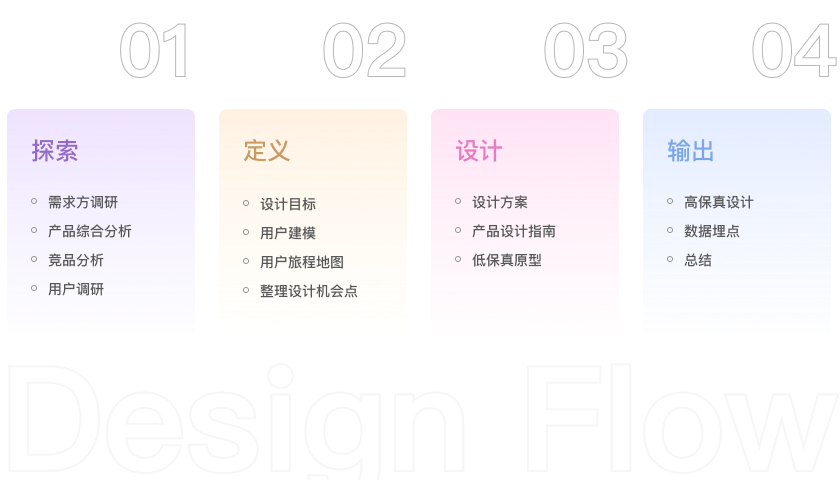 01
探索
需求方调研
产品综合分析
竞品分析
用户调研
02
定义
设计目标
用户建模
用户旅程地图
整理设计机会点
03
设计
设计方案
产品设计指南
低保真原型
04
输出
高保真设计
数据埋点
总结
Design Flow